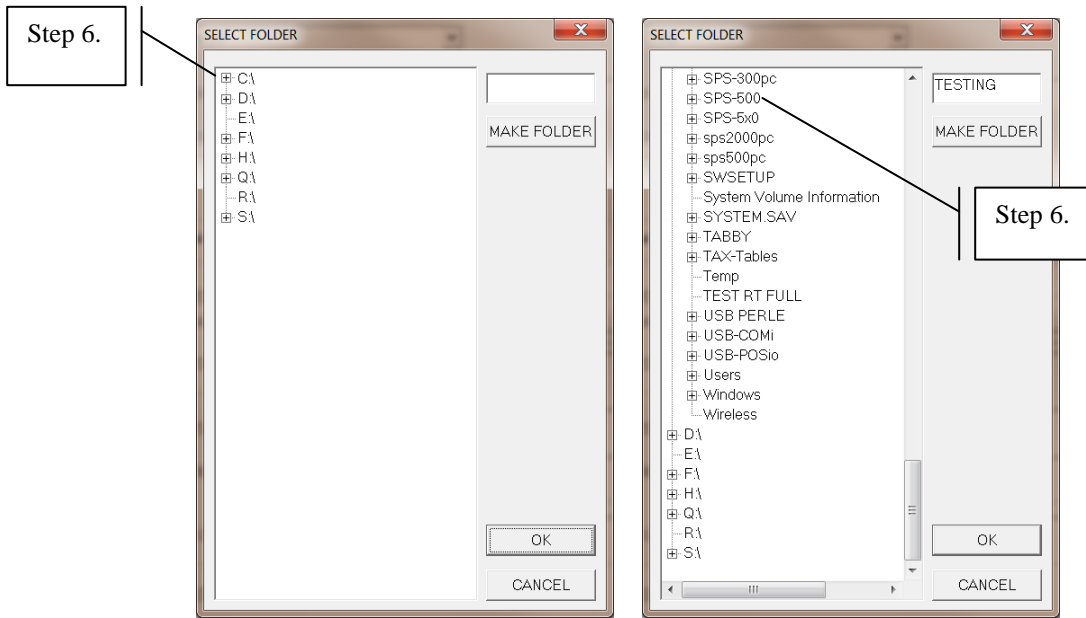 Step 6.
SELECT FOLDER
C:\
D:\
E:\
F:\
H:\
Q:\
R:\
S:\
MAKE FOLDER
OK
CANCEL
SELECT FOLDER
SPS-300pc
SPS-500
SPS-5x0
sps2000pc
sps500pc
SWSETUP
System Volume Information
SYSTEM.SAV
TABBY
TAX-Tables
Temp
TEST RT FULL
USB PERLE
USB-COMi
USB-POSio
Users
Windows
Wireless
D:\
E:\
F:\
H:\
Q:\
R:\
S:\
TESTING
MAKE FOLDER
Step 6.
OK
CANCEL